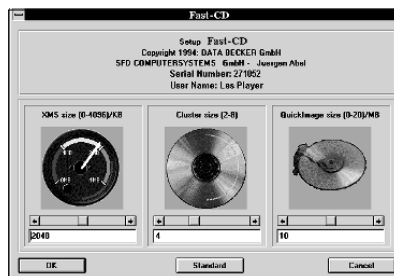 Fast-CD
Setup Fast-CD
Copyright 1994: DATA BECKER GmbH
SFD COMPUTERSYSTEMS GmbH - Juergen Abel
Serial Number: 271052
User Name: Les Player
XMS size (0-4096)/KB
Cluster size (2-8)
QuickImage size (0-20)/MB
2048
4
10
OK
Standard
Cancel